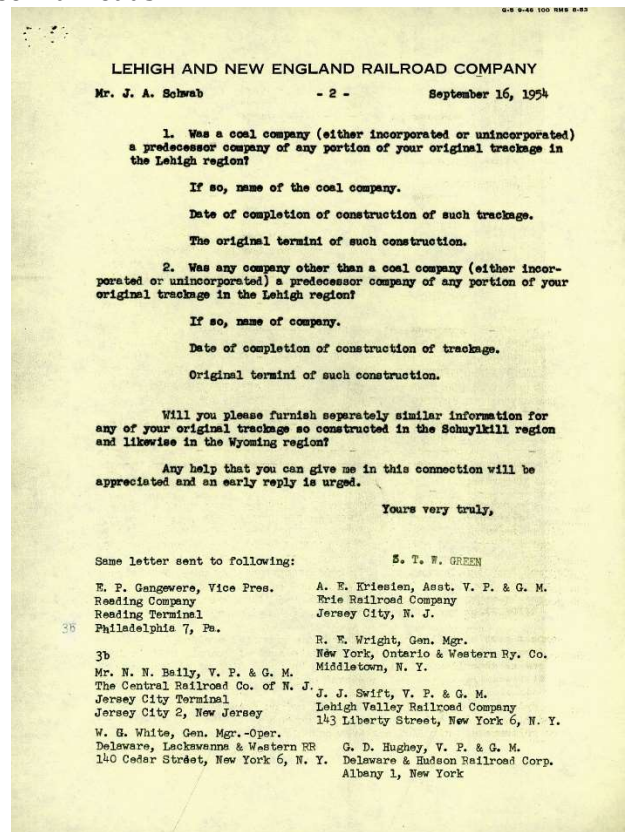 G-5 9-46 100 RMS 8-53
LEHIGH AND NEW ENGLAND RAILROAD COMPANY
Mr. J. A. Schwab - 2 - September 16, 1954
1. Was a coal company (either incorporated or unincorporated)
a predecessor company of any portion of your original trackage in
the Lehigh region?
If so, name of the coal company.
Date of completion of construction of such trackage.
The original termini of such construction.
2. Was any company other than a coal company (either incor-
porated or unincorporated) a predecessor company of any portion of your
original trackage in the Lehigh region?
If so, name of company.
Date of completion of construction of trackage.
Original termini of such construction.
Will you please furnish separately similar information for
any of your original trackage so constructed in the Schuylkill region
and likewise in the Wyoming region?
Any help that you can give me in this connection will be
appreciated and an early reply is urged.
Yours very truly,
Same letter sent to following:
S. T. W. GREEN
E. P. Gangewere, Vice Pres.
Reading Company
Reading Terminal
Philadelphia 7, Pa.
3b
Mr. N. N. Baily, V. P. & G. M.
The Central Railroad Co. of N. J.
Jersey City Terminal
Jersey City 2, New Jersey
W. G. White, Gen. Mgr.-Oper.
Delaware, Lackawanna & Western RR
140 Cedar Street, New York 6, N. Y.
A. E. Kriesien, Asst. V. P. & G. M.
Erie Railroad Company
Jersey City, N. J.
R. E. Wright, Gen. Mgr.
New York, Ontario & Western Ry. Co.
Middletown, N. Y.
J. J. Swift, V. P. & G. M.
Lehigh Valley Railroad Company
143 Liberty Street, New York 6, N. Y.
G. D. Hughey, V. P. & G. M.
Delaware & Hudson Railroad Corp.
Albany 1, New York